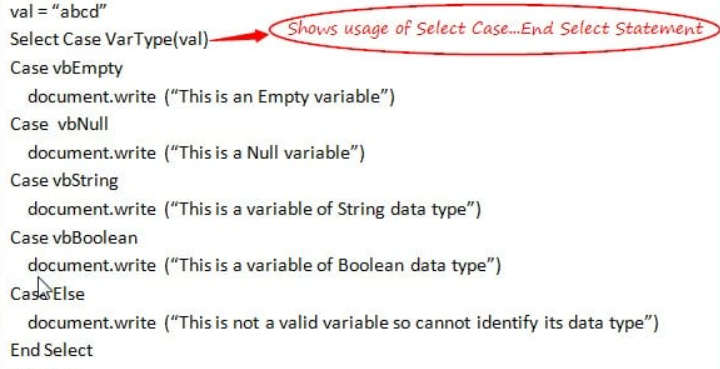 val = “abcd”
Select Case VarType(val)
Shows usage of Select Case...End Select Statement
Case vbEmpty
document.write (“This is an Empty variable”)
Case vbNull
document.write (“This is a Null variable”)
Case vbString
document.write (“This is a variable of String data type”)
Case vbBoolean
document.write (“This is a variable of Boolean data type”)
Case Else
document.write (“This is not a valid variable so cannot identify its data type”)
End Select